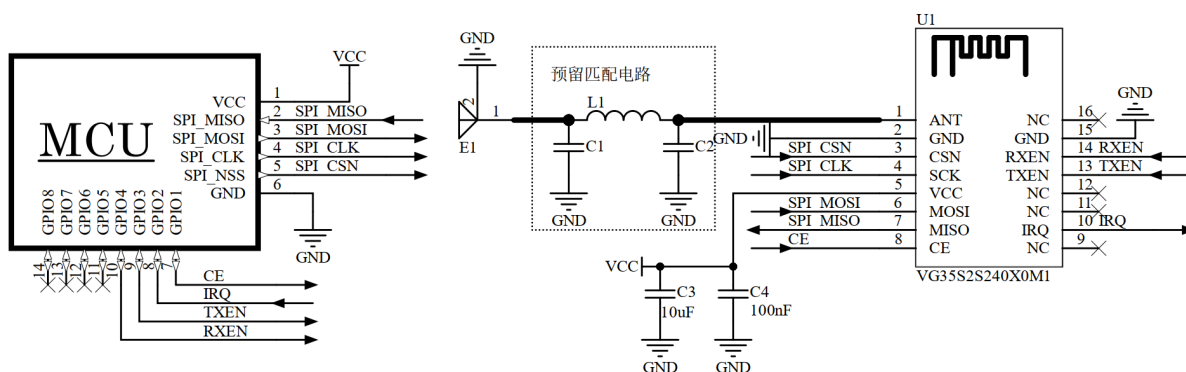 VCC
MCU
1
VCC
SPI_MISO
2
SPI_MISO
SPI_MOSI
3
SPI_MOSI
SPI_CLK
4
SPI_CLK
SPI_NSS
5
SPI_CSN
GND
6
GND
GPIO8
GPIO7
GPIO6
GPIO5
GPIO4
GPIO3
GPIO2
GPIO1
14
13
12
11
10
9
8
7
CE
IRQ
TXEN
RXEN
GND
2
1
E1
预留匹配电路
L1
C1
C2
GND
GND
U1
GND
1
ANT
NC
16
GND
2
GND
GND
15
SPI_CSN
3
CSN
RXEN
14
RXEN
SPI_CLK
4
SCK
TXEN
13
TXEN
5
VCC
NC
12
SPI_MOSI
6
MOSI
NC
11
SPI_MISO
7
MISO
IRQ
10
IRQ
CE
8
CE
NC
9
VG35S2S240X0M1
VCC
C3
10uF
C4
100nF
GND
GND